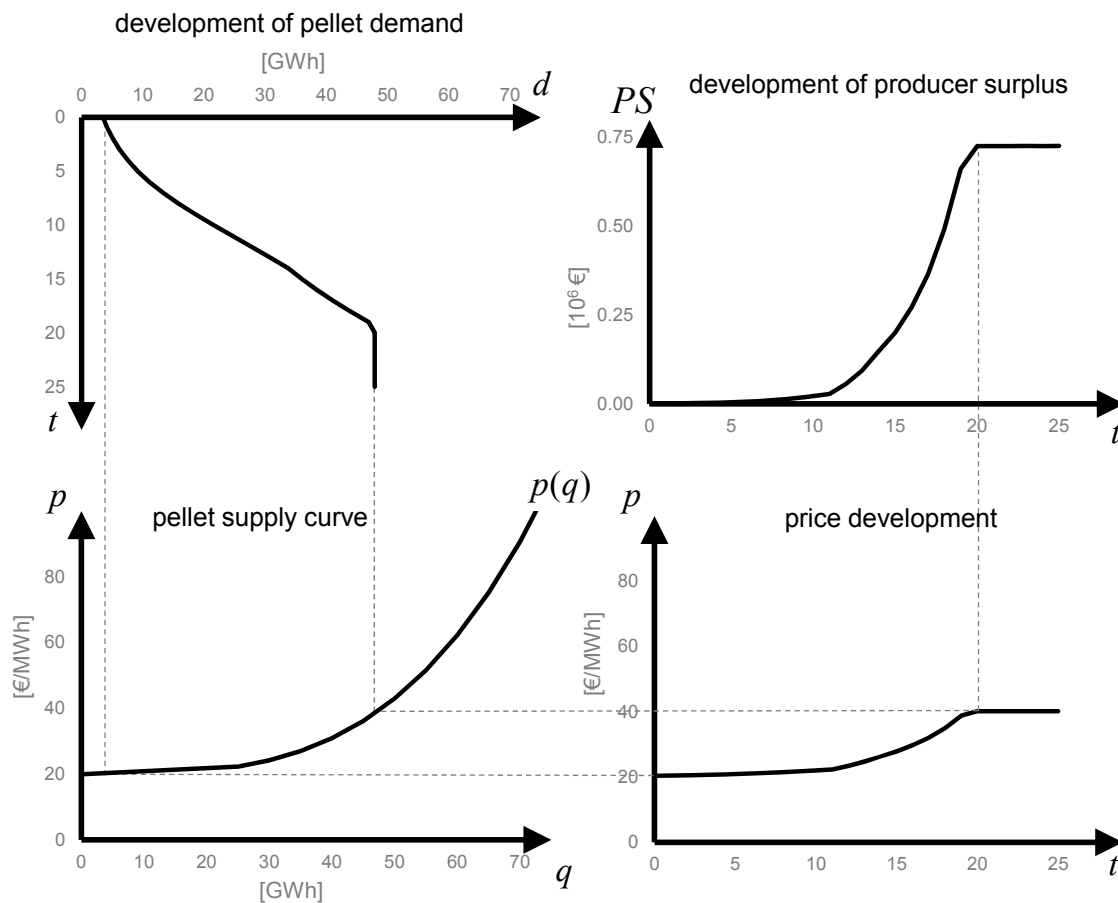 development of pellet demand
[GWh]
0 10 20 30 40 50 60 70 d
0
5
10
15
20
25
t
development of producer surplus
PS
0.75
0.50
0.25
0.00
[10⁶ €]
0 5 10 15 20 25 t
p
pellet supply curve
p(q)
80
60
40
20
0
[€/MWh]
0 10 20 30 40 50 60 70 q
[GWh]
p
price development
80
60
40
20
0
[€/MWh]
0 5 10 15 20 25 t